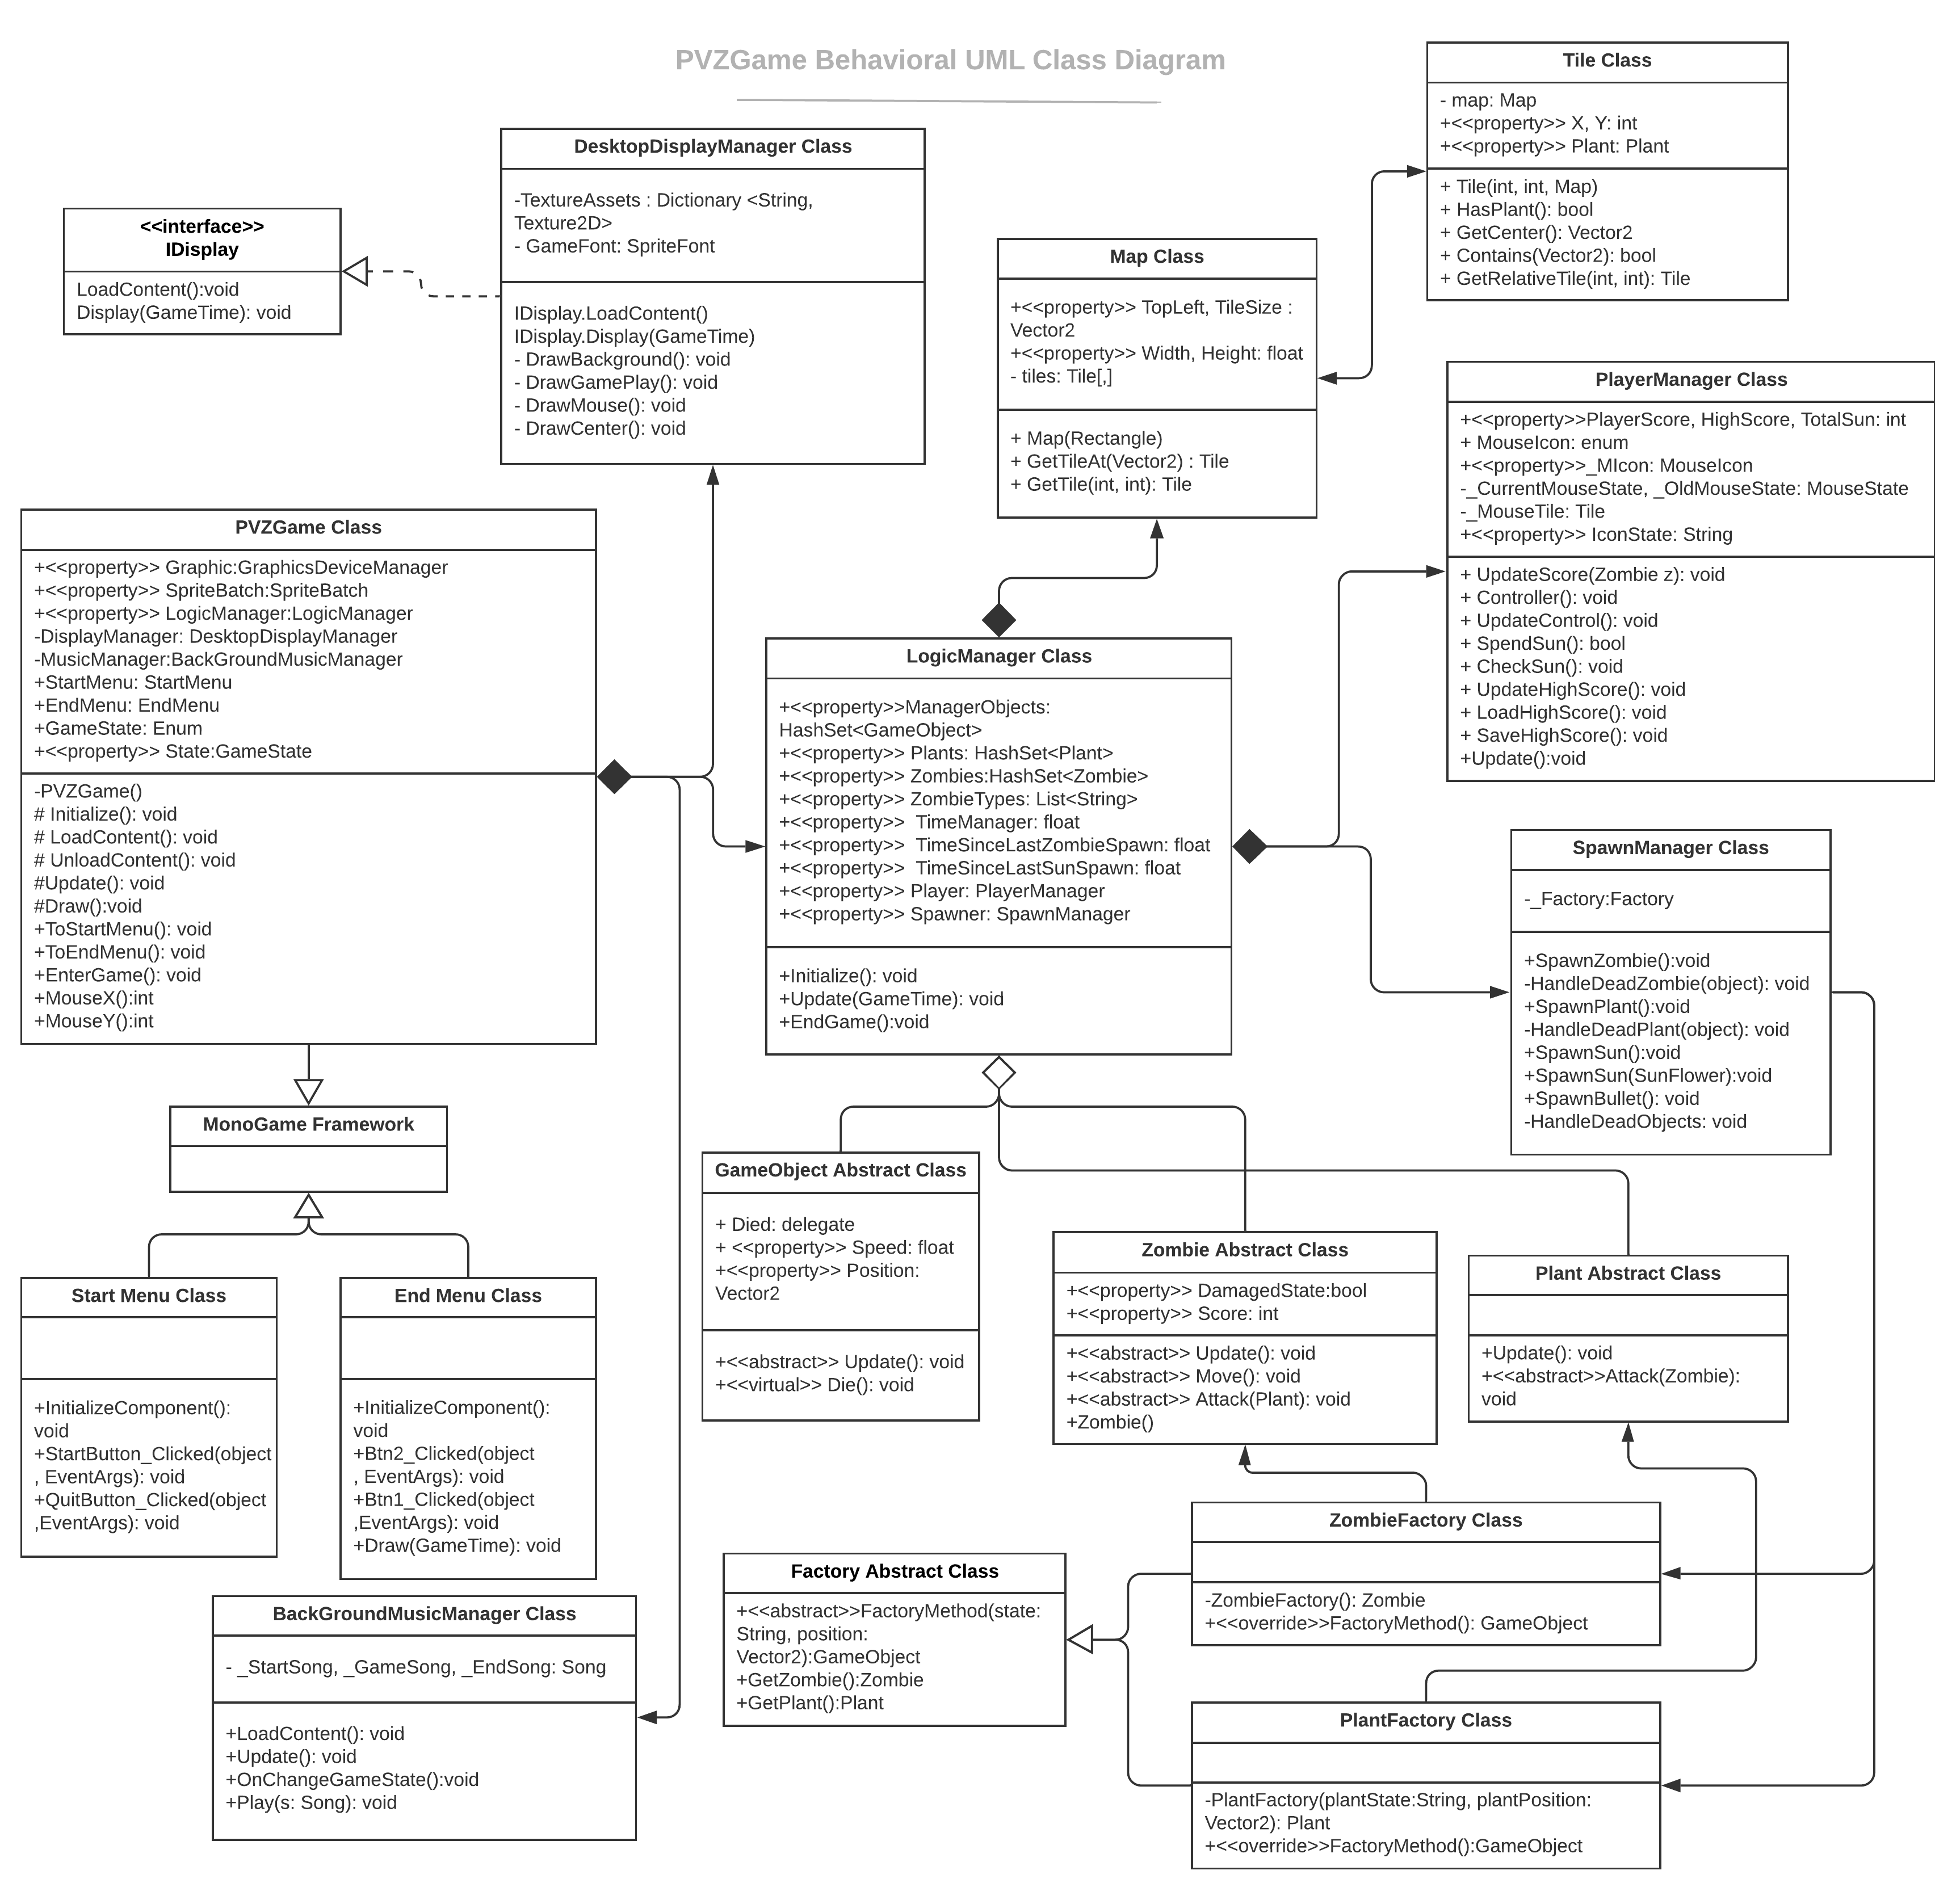 PVZGame Behavioral UML Class Diagram
Tile Class
- map: Map
+<<property>> X, Y: int
+<<property>> Plant: Plant
+ Tile(int, int, Map)
+ HasPlant(): bool
+ GetCenter(): Vector2
+ Contains(Vector2): bool
+ GetRelativeTile(int, int): Tile
DesktopDisplayManager Class
-TextureAssets : Dictionary <String,
Texture2D>
- GameFont: SpriteFont
IDisplay.LoadContent()
IDisplay.Display(GameTime)
- DrawBackground(): void
- DrawGamePlay(): void
- DrawMouse(): void
- DrawCenter(): void
<<interface>>
IDisplay
LoadContent():void
Display(GameTime): void
Map Class
+<<property>> TopLeft, TileSize :
Vector2
+<<property>> Width, Height: float
- tiles: Tile[,]
+ Map(Rectangle)
+ GetTileAt(Vector2) : Tile
+ GetTile(int, int): Tile
PlayerManager Class
+<<property>>PlayerScore, HighScore, TotalSun: int
+ MouseIcon: enum
+<<property>>_MIcon: MouseIcon
-_CurrentMouseState, _OldMouseState: MouseState
-_MouseTile: Tile
+<<property>> IconState: String
+ UpdateScore(Zombie z): void
+ Controller(): void
+ UpdateControl(): void
+ SpendSun(): bool
+ CheckSun(): void
+ UpdateHighScore(): void
+ LoadHighScore(): void
+ SaveHighScore(): void
+Update():void
PVZGame Class
+<<property>> Graphic:GraphicsDeviceManager
+<<property>> SpriteBatch:SpriteBatch
+<<property>> LogicManager:LogicManager
-DisplayManager: DesktopDisplayManager
-MusicManager:BackGroundMusicManager
+StartMenu: StartMenu
+EndMenu: EndMenu
+GameState: Enum
+<<property>> State:GameState
-PVZGame()
# Initialize(): void
# LoadContent(): void
# UnloadContent(): void
#Update(): void
#Draw():void
+ToStartMenu(): void
+ToEndMenu(): void
+EnterGame(): void
+MouseX():int
+MouseY():int
LogicManager Class
+<<property>>ManagerObjects:
HashSet<GameObject>
+<<property>> Plants: HashSet<Plant>
+<<property>> Zombies:HashSet<Zombie>
+<<property>> ZombieTypes: List<String>
+<<property>>  TimeManager: float
+<<property>>  TimeSinceLastZombieSpawn: float
+<<property>>  TimeSinceLastSunSpawn: float
+<<property>> Player: PlayerManager
+<<property>> Spawner: SpawnManager
+Initialize(): void
+Update(GameTime): void
+EndGame():void
SpawnManager Class
-_Factory:Factory
+SpawnZombie():void
-HandleDeadZombie(object): void
+SpawnPlant():void
-HandleDeadPlant(object): void
+SpawnSun():void
+SpawnSun(SunFlower):void
+SpawnBullet(): void
-HandleDeadObjects: void
MonoGame Framework
GameObject Abstract Class
+ Died: delegate
+ <<property>> Speed: float
+<<property>> Position:
Vector2
+<<abstract>> Update(): void
+<<virtual>> Die(): void
Zombie Abstract Class
+<<property>> DamagedState:bool
+<<property>> Score: int
+<<abstract>> Update(): void
+<<abstract>> Move(): void
+<<abstract>> Attack(Plant): void
+Zombie()
Plant Abstract Class
+Update(): void
+<<abstract>>Attack(Zombie):
void
Start Menu Class
+InitializeComponent():
void
+StartButton_Clicked(object
, EventArgs): void
+QuitButton_Clicked(object
,EventArgs): void
End Menu Class
+InitializeComponent():
void
+Btn2_Clicked(object
, EventArgs): void
+Btn1_Clicked(object
,EventArgs): void
+Draw(GameTime): void
ZombieFactory Class
-ZombieFactory(): Zombie
+<<override>>FactoryMethod(): GameObject
Factory Abstract Class
+<<abstract>>FactoryMethod(state:
String, position:
Vector2):GameObject
+GetZombie():Zombie
+GetPlant():Plant
BackGroundMusicManager Class
- _StartSong, _GameSong, _EndSong: Song
+LoadContent(): void
+Update(): void
+OnChangeGameState():void
+Play(s: Song): void
PlantFactory Class
-PlantFactory(plantState:String, plantPosition:
Vector2): Plant
+<<override>>FactoryMethod():GameObject